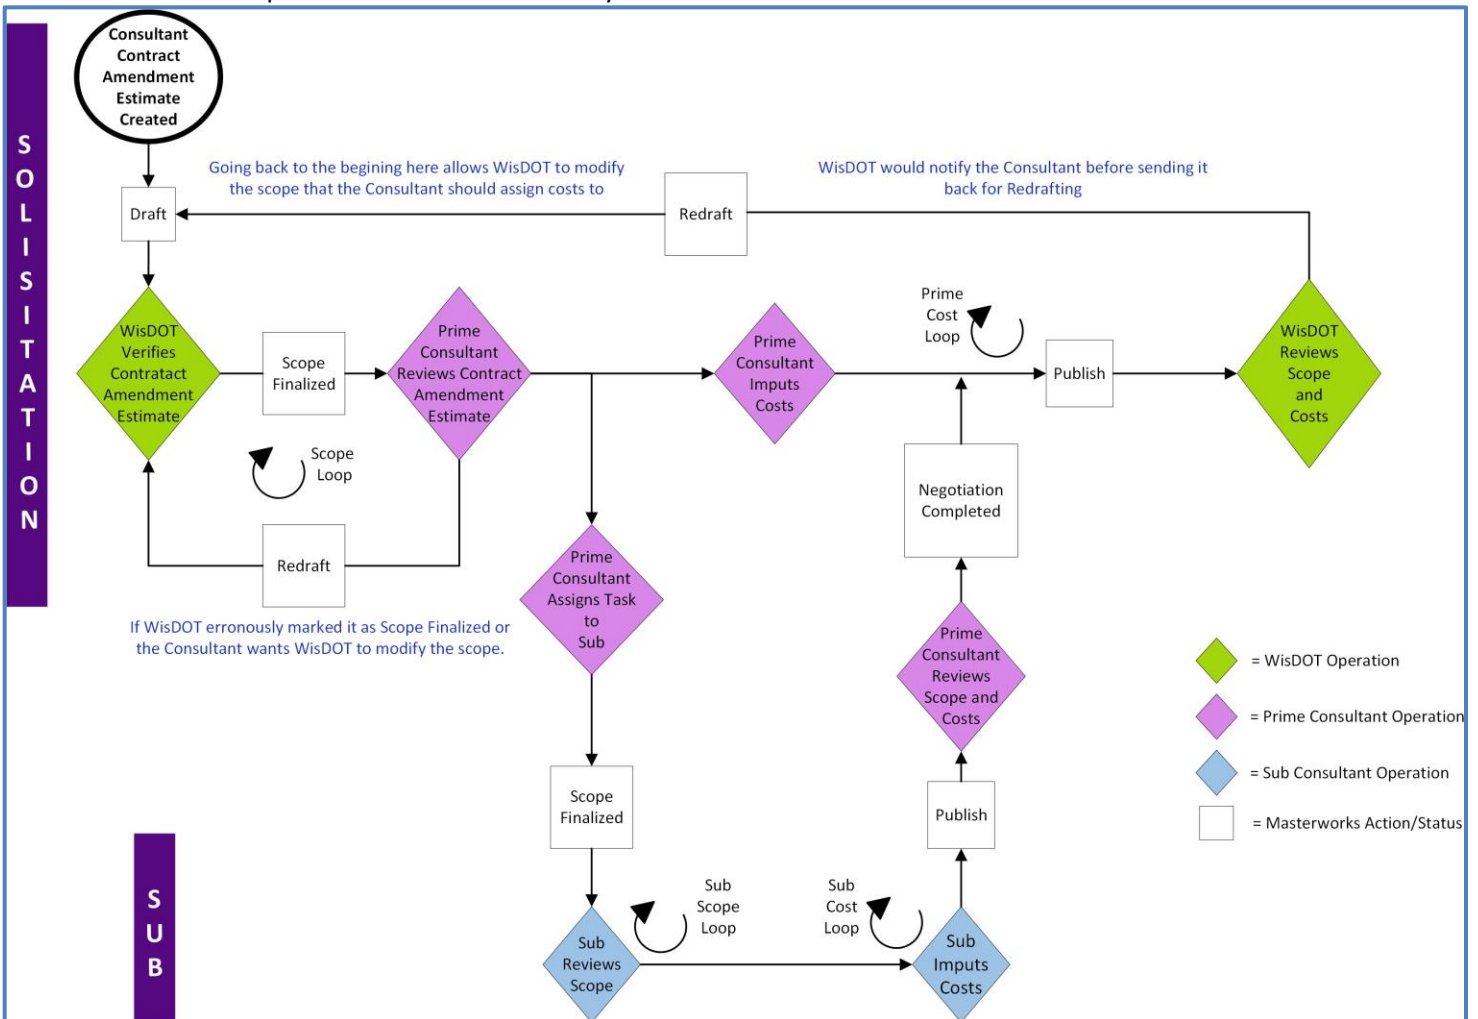 Consultant
Contract
Amendment
Estimate
Created
SOLISITATION
Going back to the begining here allows WisDOT to modify
the scope that the Consultant should assign costs to
WisDOT would notify the Consultant before sending it
back for Redrafting
Draft
Redraft
WisDOT
Verifies
Contratact
Amendment
Estimate
Scope
Finalized
Prime
Consultant
Reviews Contract
Amendment
Estimate
Prime
Consultant
Imputs
Costs
Prime
Cost
Loop
Publish
WisDOT
Reviews
Scope
and
Costs
Scope
Loop
Redraft
If WisDOT erronously marked it as Scope Finalized or
the Consultant wants WisDOT to modify the scope.
Prime
Consultant
Assigns Task
to
Sub
Negotiation
Completed
Prime
Consultant
Reviews
Scope and
Costs
= WisDOT Operation
= Prime Consultant Operation
= Sub Consultant Operation
= Masterworks Action/Status
Scope
Finalized
Publish
SUB
Sub
Reviews
Scope
Sub
Scope
Loop
Sub
Cost
Loop
Sub
Imputs
Costs